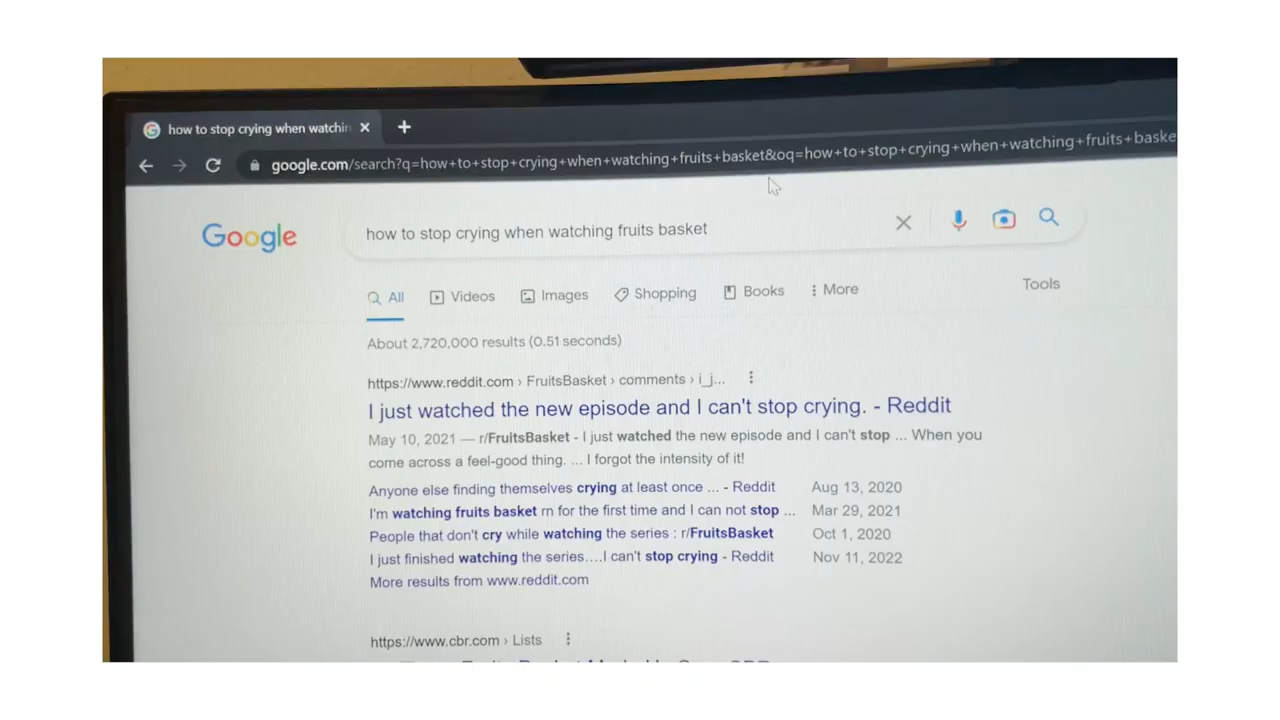 how to stop crying when watchin
google.com/search?q=how+to+stop+crying+when+watching+fruits+basket&oq=how+to+stop+crying+when+watching+fruits+baske
Google
how to stop crying when watching fruits basket
All Videos Images Shopping Books More Tools
About 2,720,000 results (0.51 seconds)
https://www.reddit.com › FruitsBasket › comments › i_j...
I just watched the new episode and I can't stop crying. - Reddit
May 10, 2021 — r/FruitsBasket - I just watched the new episode and I can't stop ... When you
come across a feel-good thing. ... I forgot the intensity of it!
Anyone else finding themselves crying at least once ... - Reddit Aug 13, 2020
I'm watching fruits basket rn for the first time and I can not stop ... Mar 29, 2021
People that don't cry while watching the series : r/FruitsBasket Oct 1, 2020
I just finished watching the series....I can't stop crying - Reddit Nov 11, 2022
More results from www.reddit.com
https://www.cbr.com › Lists